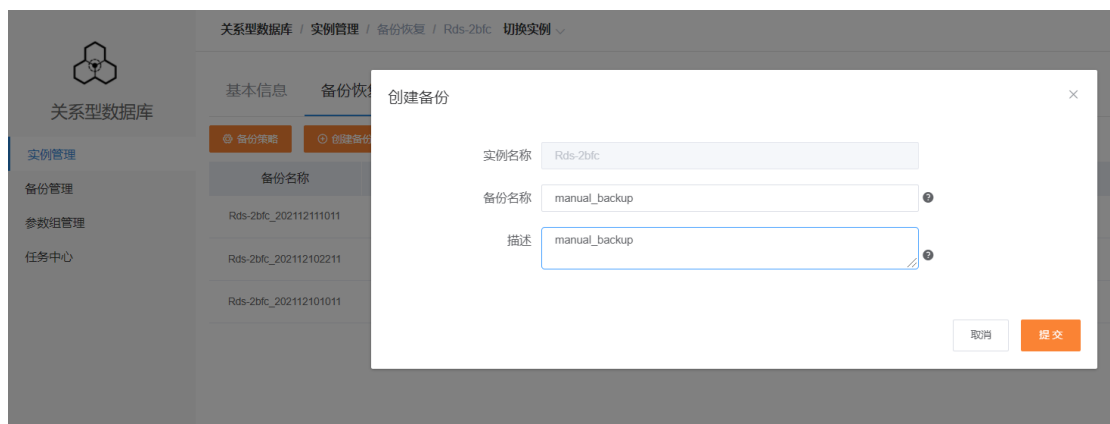 关系型数据库 / 实例管理 / 备份恢复 / Rds-2bfc 切换实例
关系型数据库
实例管理
备份管理
参数组管理
任务中心
基本信息 备份恢
备份策略 创建备份
备份名称
Rds-2bfc_202112111011
Rds-2bfc_202112102211
Rds-2bfc_202112101011
创建备份
实例名称 Rds-2bfc
备份名称 manual_backup
描述 manual_backup
取消 提交